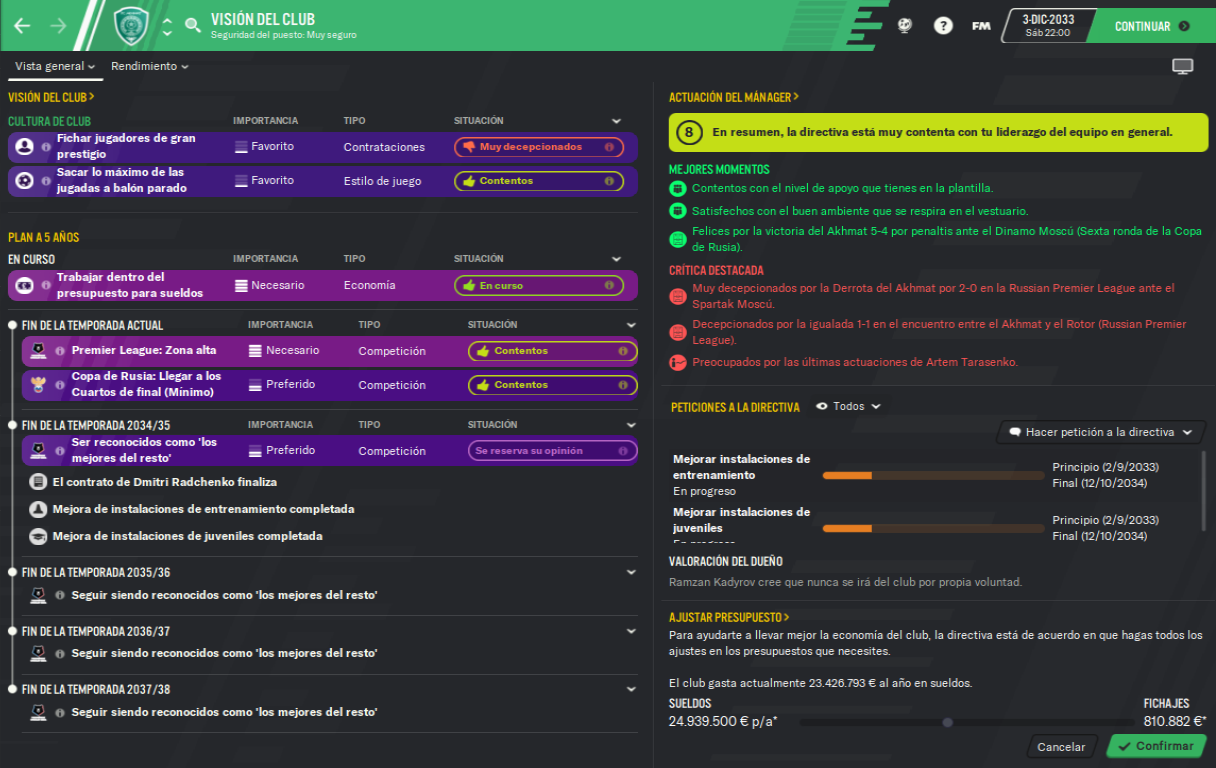 VISIÓN DEL CLUB
Seguridad del puesto: Muy seguro
?
FM
3-DIC-2033
Sáb 22:00
CONTINUAR
Vista general
Rendimiento
VISIÓN DEL CLUB
CULTURA DE CLUB IMPORTANCIA TIPO SITUACIÓN
Fichar jugadores de gran
prestigio
Favorito Contrataciones Muy decepcionados
Sacar lo máximo de las
jugadas a balón parado
Favorito Estilo de juego Contentos
PLAN A 5 AÑOS
EN CURSO IMPORTANCIA TIPO SITUACIÓN
Trabajar dentro del
presupuesto para sueldos
Necesario Economía En curso
FIN DE LA TEMPORADA ACTUAL IMPORTANCIA TIPO SITUACIÓN
Premier League: Zona alta Necesario Competición Contentos
Copa de Rusia: Llegar a los
Cuartos de final (Mínimo)
Preferido Competición Contentos
FIN DE LA TEMPORADA 2034/35 IMPORTANCIA TIPO SITUACIÓN
Ser reconocidos como 'los
mejores del resto'
Preferido Competición Se reserva su opinión
El contrato de Dmitri Radchenko finaliza
Mejora de instalaciones de entrenamiento completada
Mejora de instalaciones de juveniles completada
FIN DE LA TEMPORADA 2035/36
Seguir siendo reconocidos como 'los mejores del resto'
FIN DE LA TEMPORADA 2036/37
Seguir siendo reconocidos como 'los mejores del resto'
FIN DE LA TEMPORADA 2037/38
Seguir siendo reconocidos como 'los mejores del resto'
ACTUACIÓN DEL MÁNAGER
8 En resumen, la directiva está muy contenta con tu liderazgo del equipo en general.
MEJORES MOMENTOS
Contentos con el nivel de apoyo que tienes en la plantilla.
Satisfechos con el buen ambiente que se respira en el vestuario.
Felices por la victoria del Akhmat 5-4 por penaltis ante el Dinamo Moscú (Sexta ronda de la Copa
de Rusia).
CRÍTICA DESTACADA
Muy decepcionados por la Derrota del Akhmat por 2-0 en la Russian Premier League ante el
Spartak Moscú.
Decepcionados por la igualada 1-1 en el encuentro entre el Akhmat y el Rotor (Russian Premier
League).
Preocupados por las últimas actuaciones de Artem Tarasenko.
PETICIONES A LA DIRECTIVA Todos
Hacer petición a la directiva
Mejorar instalaciones de
entrenamiento
En progreso
Principio (2/9/2033)
Final (12/10/2034)
Mejorar instalaciones de
juveniles
En progreso
Principio (2/9/2033)
Final (12/10/2034)
VALORACIÓN DEL DUEÑO
Ramzan Kadyrov cree que nunca se irá del club por propia voluntad.
AJUSTAR PRESUPUESTO
Para ayudarte a llevar mejor la economía del club, la directiva está de acuerdo en que hagas todos los
ajustes en los presupuestos que necesites.
El club gasta actualmente 23.426.793 € al año en sueldos.
SUELDOS FICHAJES
24.939.500 € p/a* 810.882 €*
Cancelar Confirmar